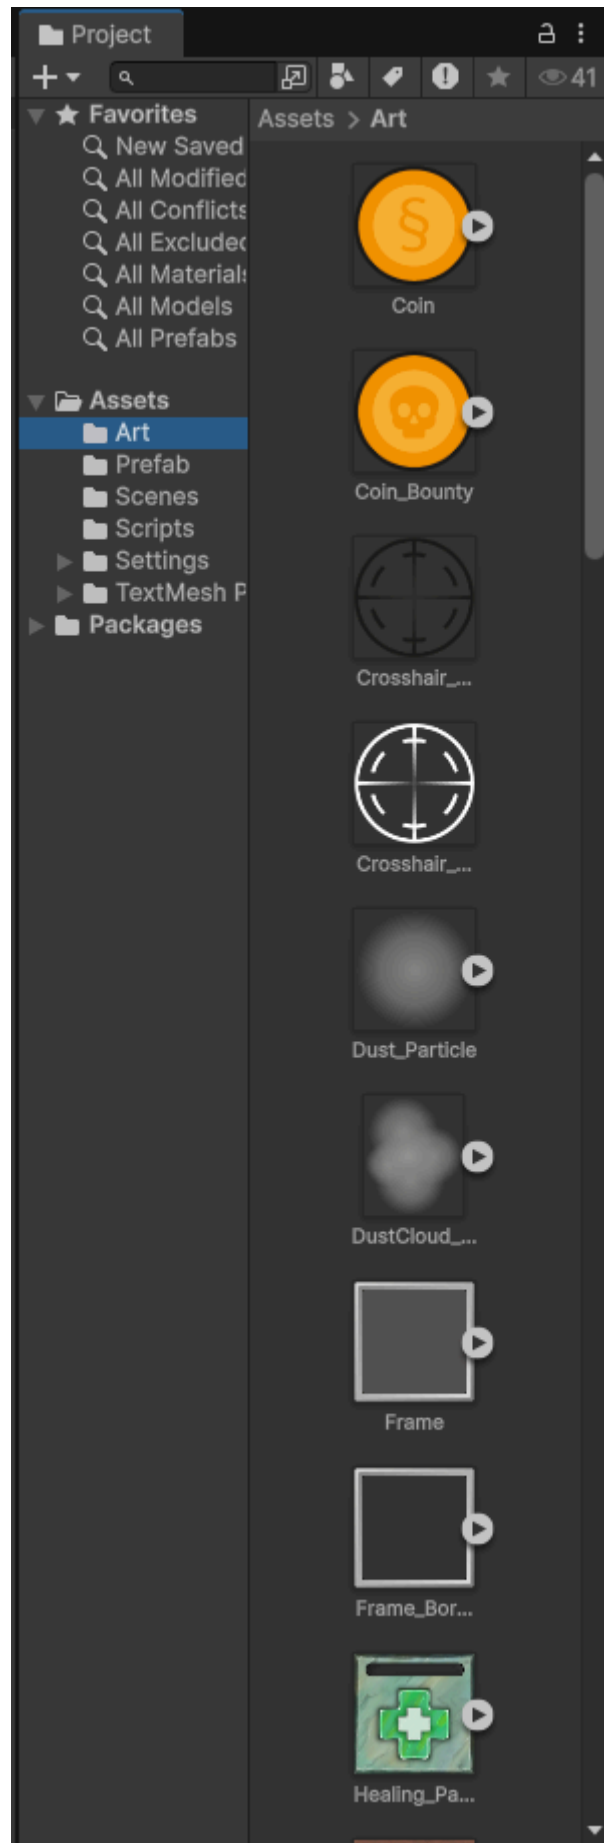 Project
41
Favorites
New Saved
All Modified
All Conflicts
All Excluded
All Materials
All Models
All Prefabs
Assets
Art
Prefab
Scenes
Scripts
Settings
TextMesh P
Packages
Assets > Art
Coin
Coin_Bounty
Crosshair_...
Crosshair_...
Dust_Particle
DustCloud_...
Frame
Frame_Bor...
Healing_Pa...